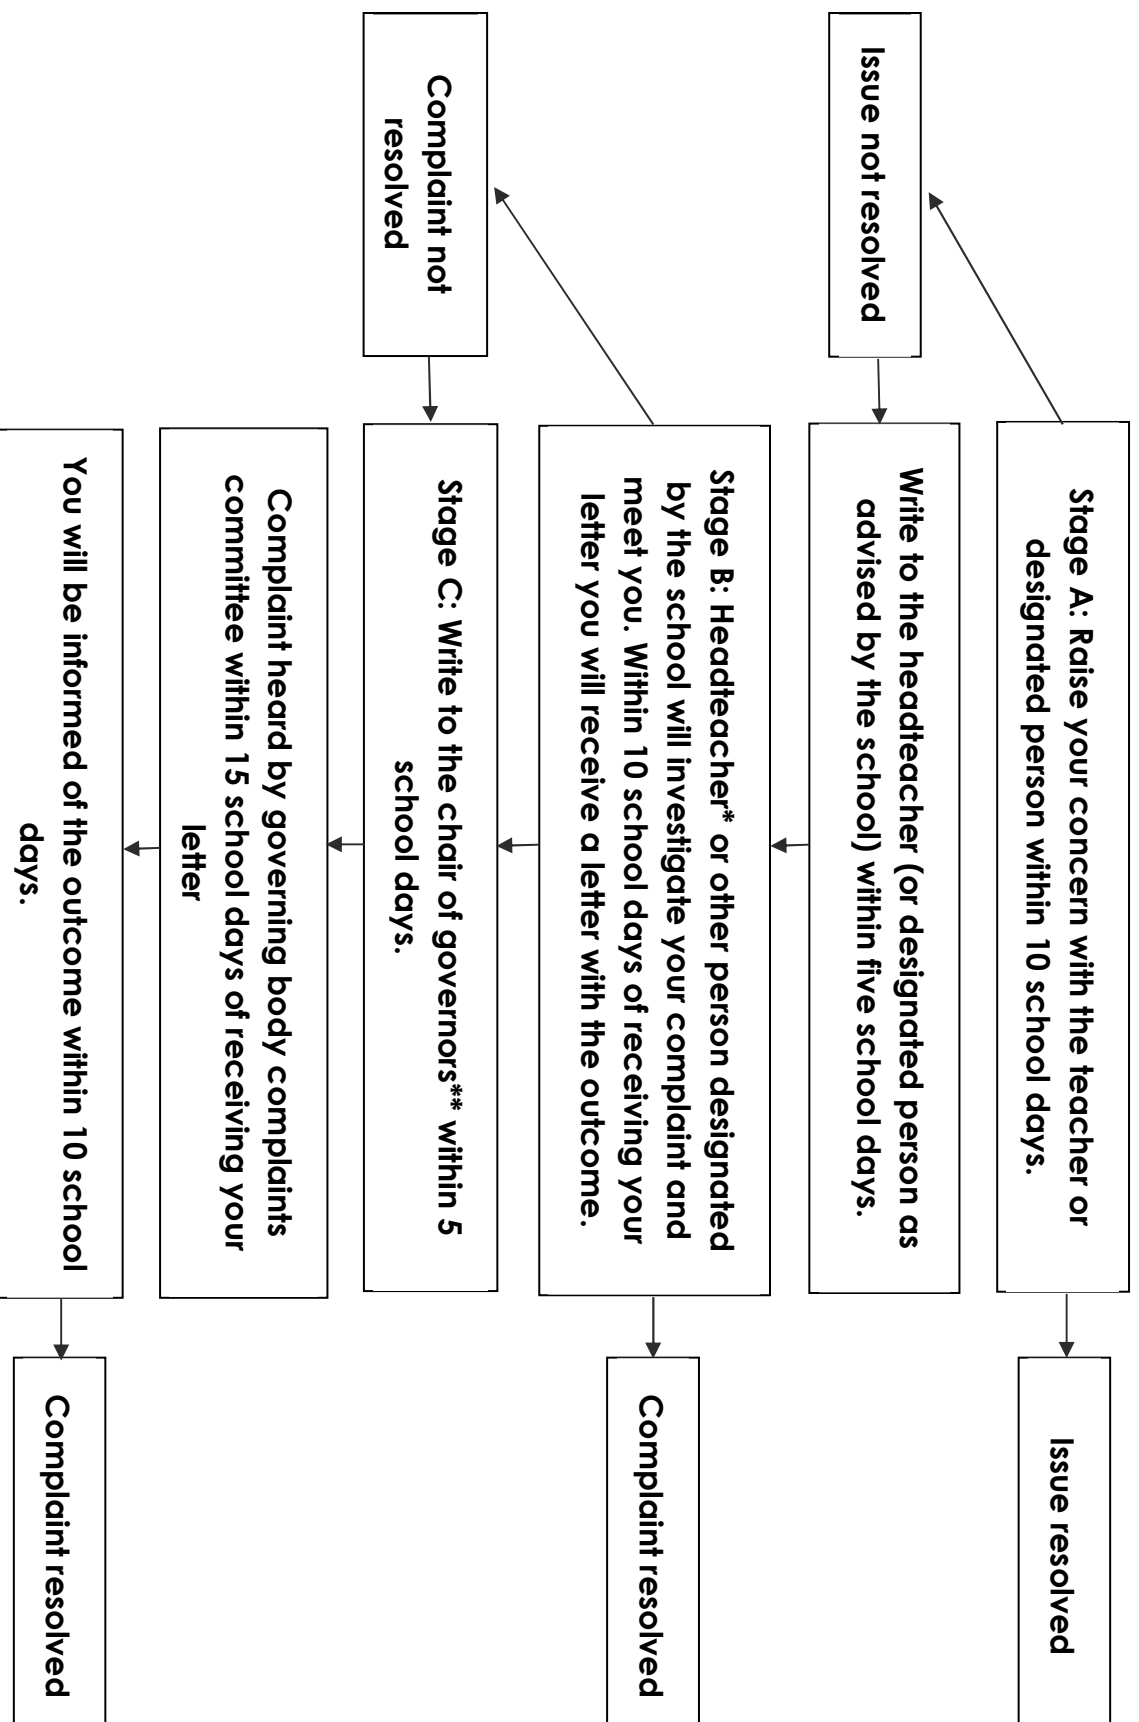 Stage A: Raise your concern with the teacher or
designated person within 10 school days.
Issue resolved
Issue not resolved
Write to the headteacher (or designated person as
advised by the school) within five school days.
Stage B: Headteacher* or other person designated
by the school will investigate your complaint and
meet you. Within 10 school days of receiving your
letter you will receive a letter with the outcome.
Complaint resolved
Complaint not
resolved
Stage C: Write to the chair of governors** within 5
school days.
Complaint heard by governing body complaints
committee within 15 school days of receiving your
letter
You will be informed of the outcome within 10 school
days.
Complaint resolved